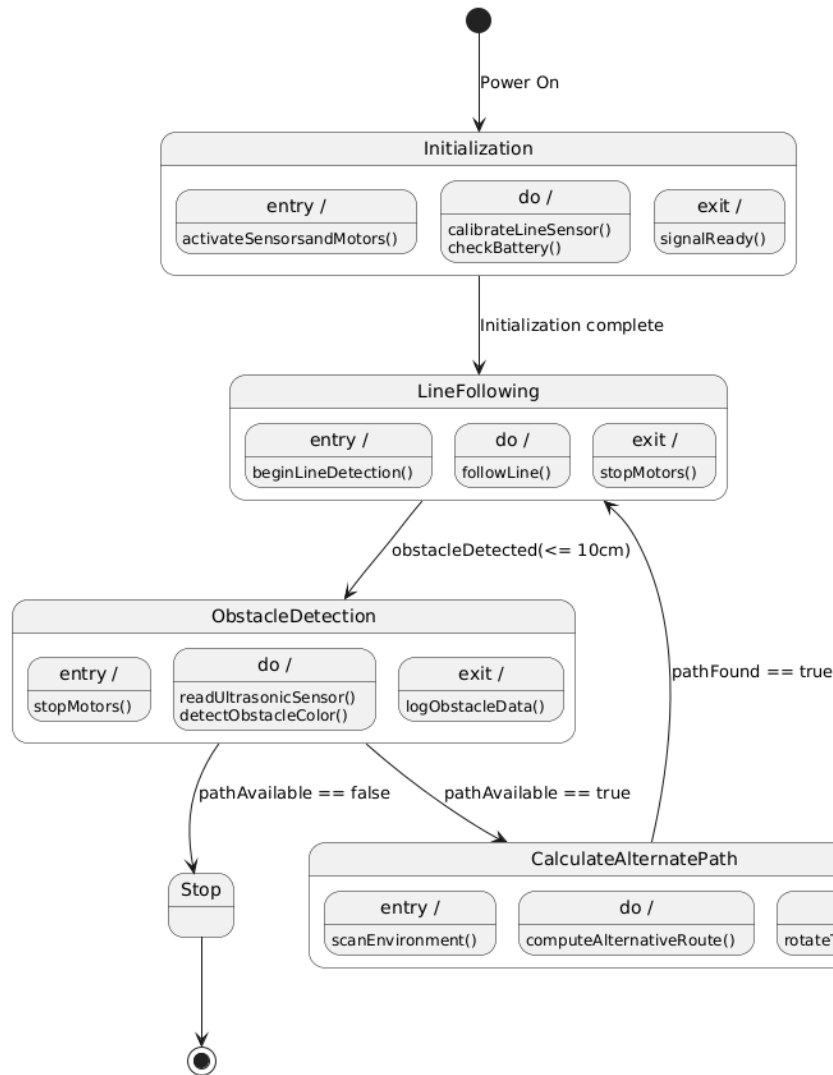 Power On
Initialization
entry /
activateSensorsandMotors()
do /
calibrateLineSensor()
checkBattery()
exit /
signalReady()
Initialization complete
LineFollowing
entry /
beginLineDetection()
do /
followLine()
exit /
stopMotors()
obstacleDetected(<= 10cm)
ObstacleDetection
entry /
stopMotors()
do /
readUltrasonicSensor()
detectObstacleColor()
exit /
logObstacleData()
pathFound == true
pathAvailable == false
pathAvailable == true
CalculateAlternatePath
entry /
scanEnvironment()
do /
computeAlternativeRoute()
Stop